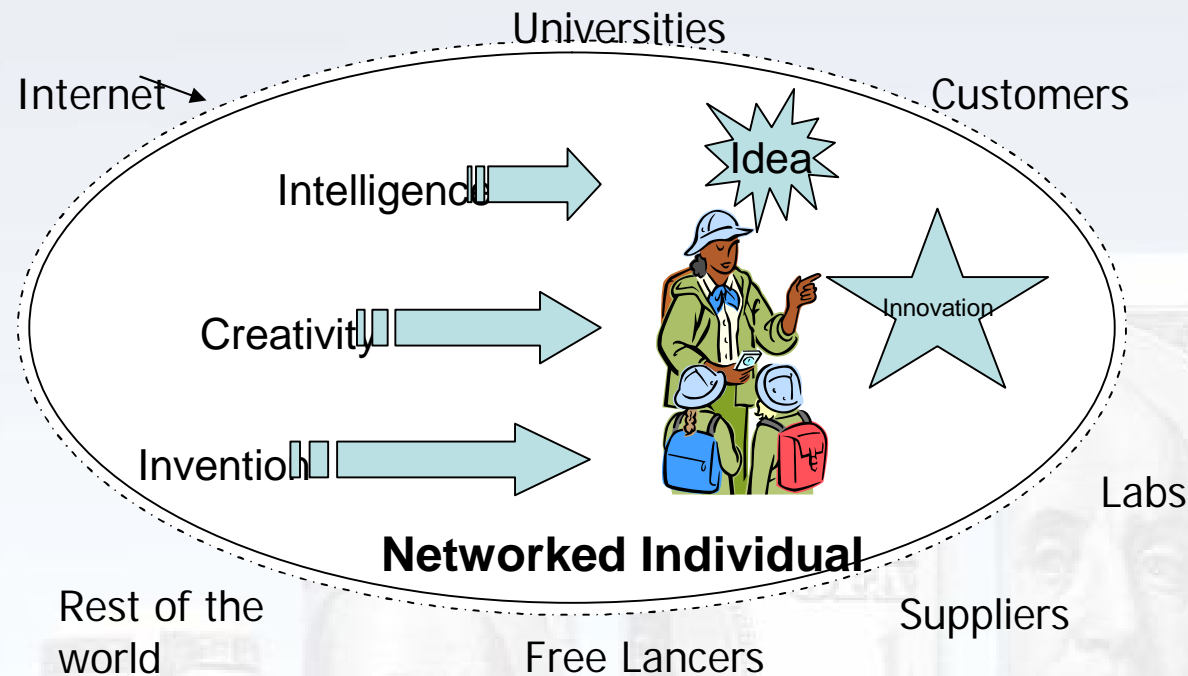 Universities
Internet
Customers
Idea
Intelligence
Innovation
Creativity
Invention
Labs
Networked Individual
Rest of the
world
Suppliers
Free Lancers